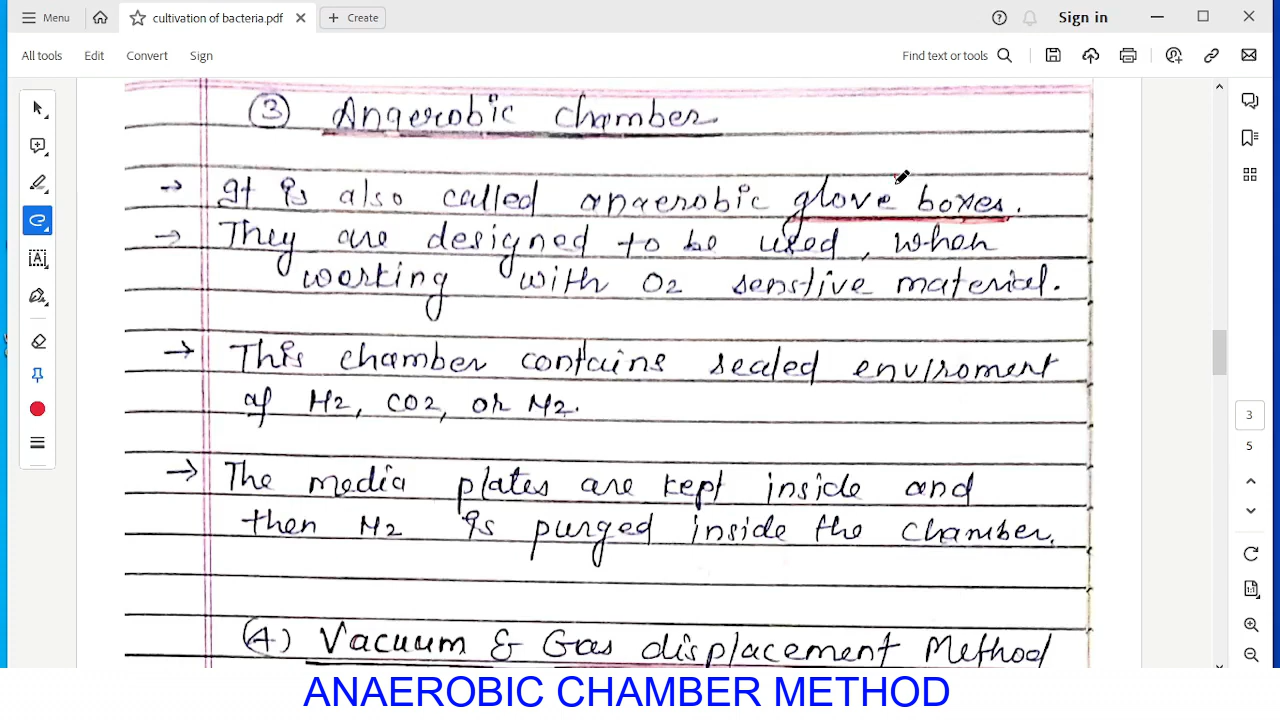 Menu
cultivation of bacteria.pdf
Create
Sign in
All tools
Edit
Convert
Sign
Find text or tools
③ Anaerobic chamber.
→ It is also called anaerobic glove boxes.
→ They are designed to be used, when
working with O2 senstive material.
→ This chamber contains sealed enviroment
of H2, CO2, or N2.
→ The media plates are kept inside and
then N2 is purged inside the chamber.
(4) Vacuum & Gas displacement Method
3
5
ANAEROBIC CHAMBER METHOD